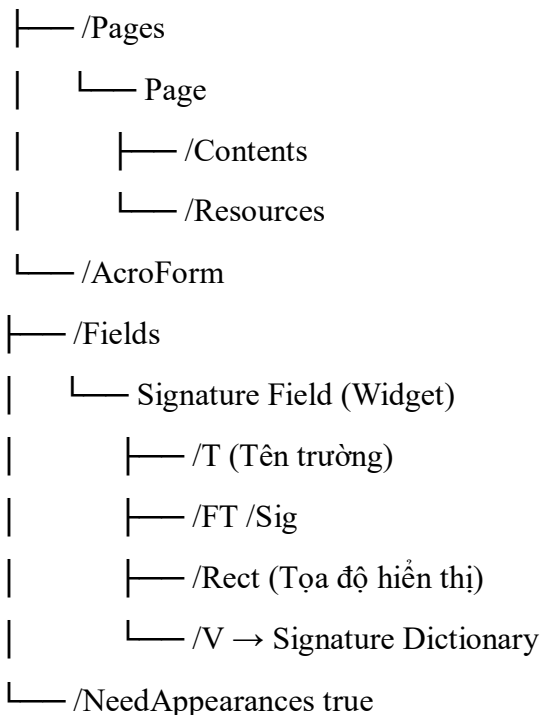 ├── /Pages
│ └── Page
│ ├── /Contents
│ └── /Resources
└── /AcroForm
├── /Fields
│ └── Signature Field (Widget)
│ ├── /T (Tên trường)
│ ├── /FT /Sig
│ ├── /Rect (Tọa độ hiển thị)
│ └── /V → Signature Dictionary
└── /NeedAppearances true